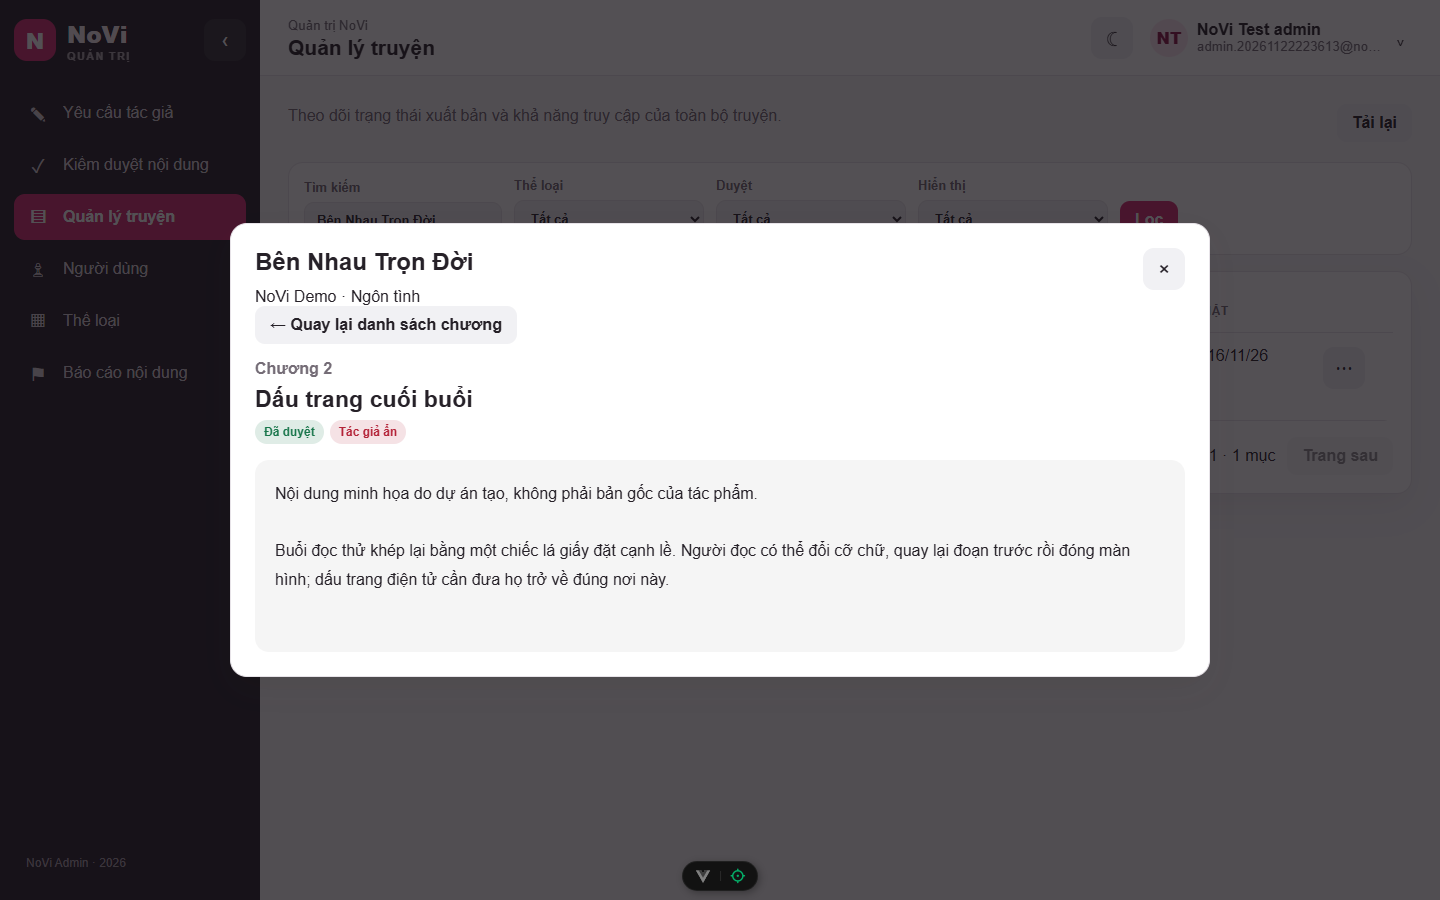 N
NoVi
QUẢN TRỊ
Yêu cầu tác giả
Kiểm duyệt nội dung
Quản lý truyện
Người dùng
Thể loại
Báo cáo nội dung
NoVi Admin · 2026
Quản trị NoVi
Quản lý truyện
NT
NoVi Test admin
admin.20261122223613@no...
Theo dõi trạng thái xuất bản và khả năng truy cập của toàn bộ truyện.
Tải lại
Tìm kiếm
Thể loại
Duyệt
Hiển thị
Bên Nhau Trọn Đời
Tất cả
Tất cả
Tất cả
Lọc
Bên Nhau Trọn Đời
×
NoVi Demo · Ngôn tình
← Quay lại danh sách chương
Chương 2
Dấu trang cuối buổi
Đã duyệt
Tác giả ẩn
Nội dung minh họa do dự án tạo, không phải bản gốc của tác phẩm.
Buổi đọc thử khép lại bằng một chiếc lá giấy đặt cạnh lề. Người đọc có thể đổi cỡ chữ, quay lại đoạn trước rồi đóng màn
hình; dấu trang điện tử cần đưa họ trở về đúng nơi này.
16/11/26
...
1 · 1 mục
Trang sau